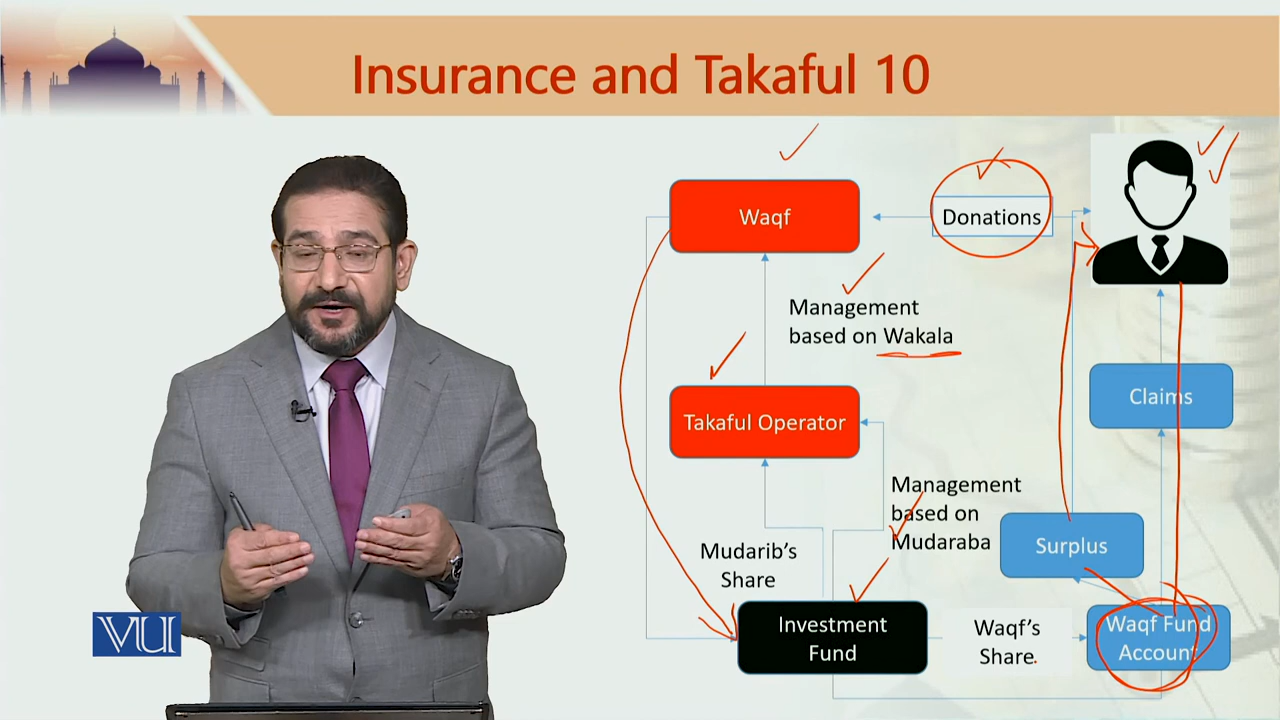 Insurance and Takaful 10
Waqf
Donations
Management
based on Wakala
Takaful Operator
Claims
Management
based on
Mudaraba
Surplus
Mudarib's
Share
Investment
Fund
Waqf's
Share
Waqf Fund
Account
VU